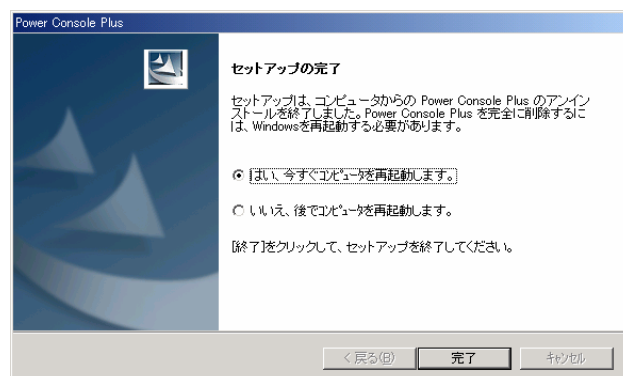 Power Console Plus
セットアップの完了
セットアップは、コンピュータからの Power Console Plus のアンイン
ストールを終了しました。Power Console Plus を完全に削除するに
は、Windowsを再起動する必要があります。
はい、今すぐコンピュータを再起動します。
いいえ、後でコンピュータを再起動します。
[終了]をクリックして、セットアップを終了してください。
< 戻る(B)
完了
キャンセル